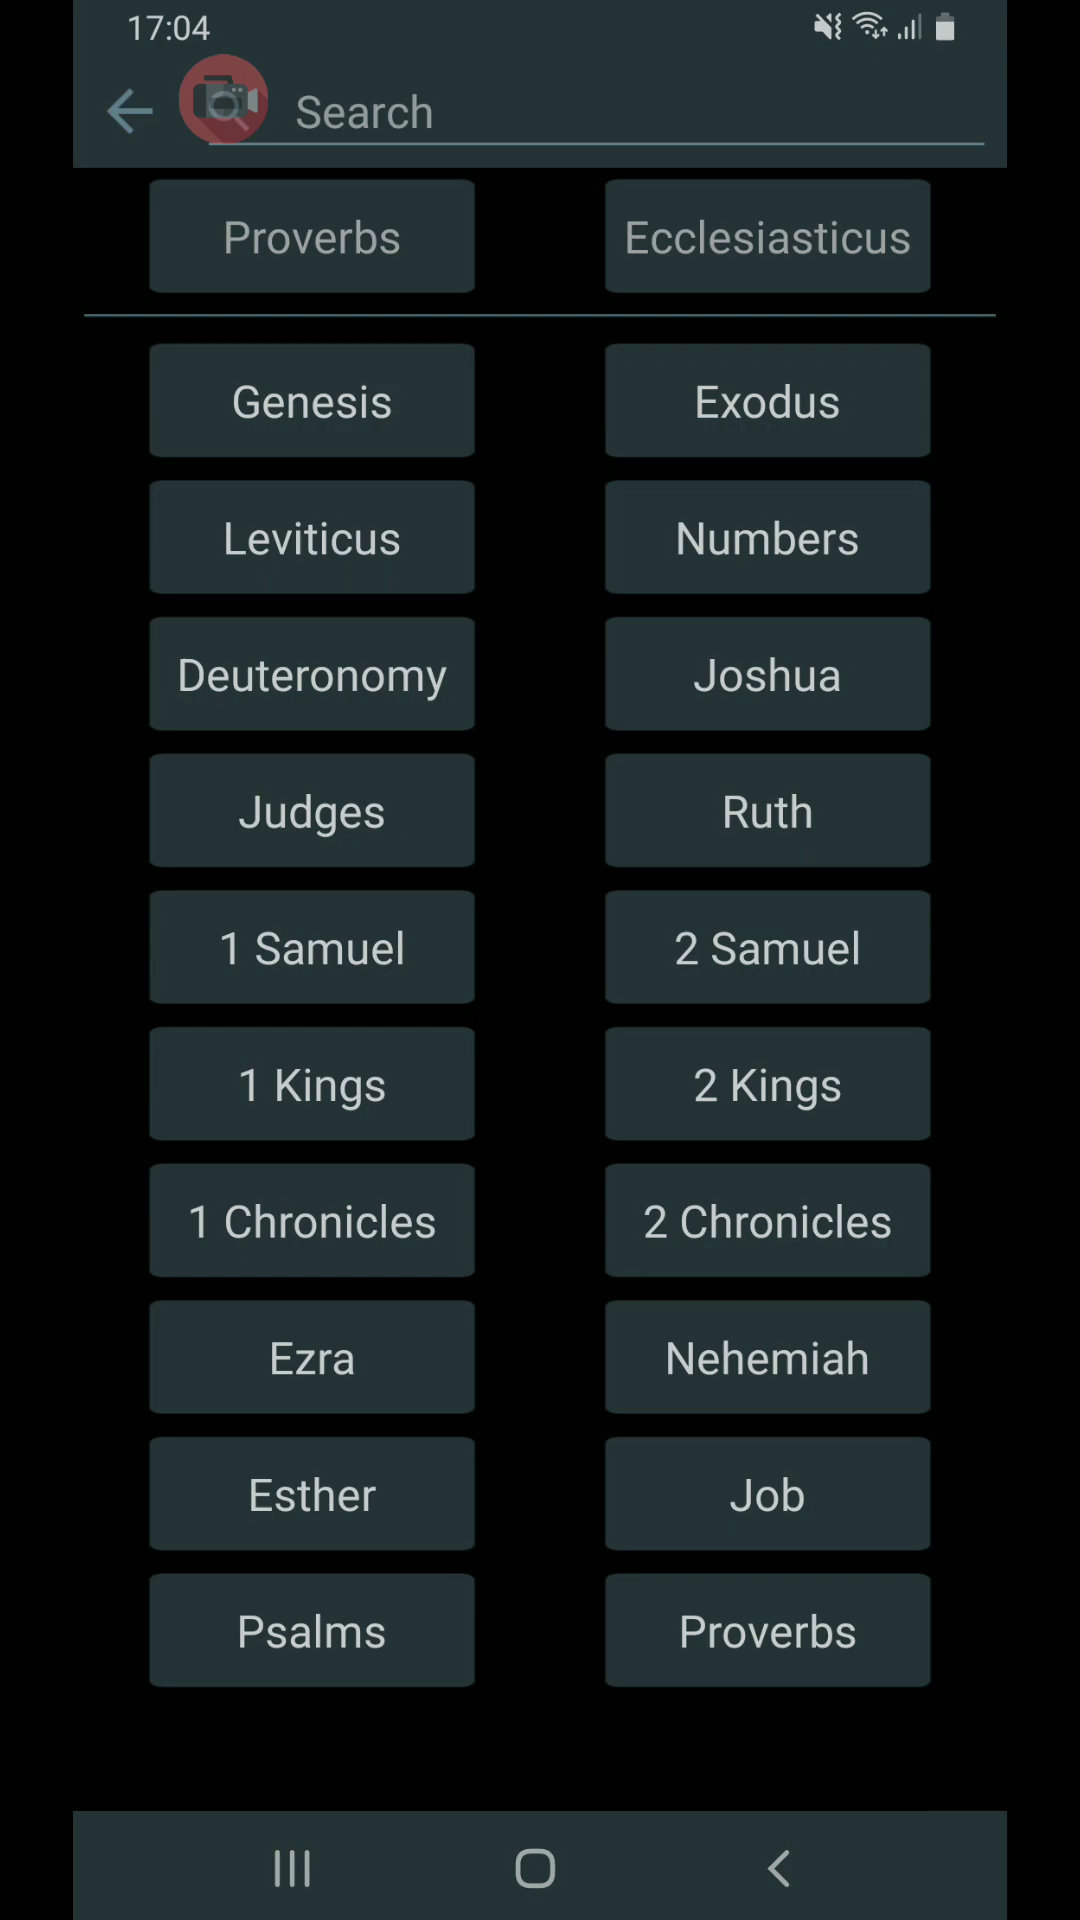 17:04
Search
Proverbs Ecclesiasticus
Genesis Exodus
Leviticus Numbers
Deuteronomy Joshua
Judges Ruth
1 Samuel 2 Samuel
1 Kings 2 Kings
1 Chronicles 2 Chronicles
Ezra Nehemiah
Esther Job
Psalms Proverbs